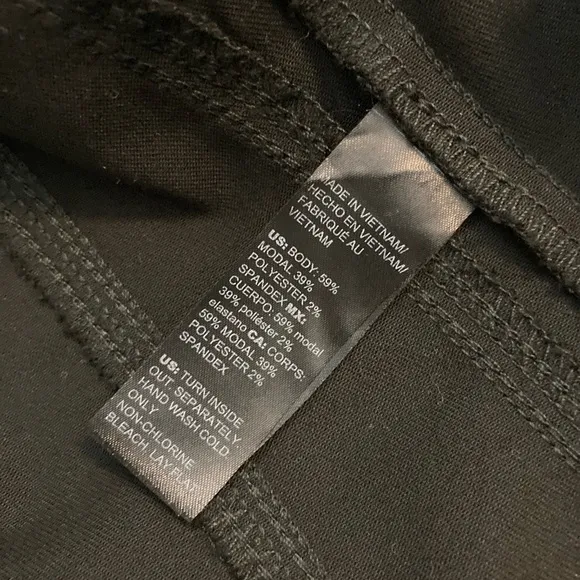 MADE IN VIETNAM/
HECHO EN VIETNAM/
FABRIQUÉ AU
VIETNAM
US: BODY: 59%
MODAL 39%
POLYESTER 2%
SPANDEX MX:
CUERPO: 59% modal
39% poliéster 2%
elastano CA: CORPS:
59% MODAL 39%
POLYESTER 2%
SPANDEX
US: TURN INSIDE
OUT. SEPARATELY
HAND WASH COLD
ONLY
NON-CHLORINE
BLEACH, LAY FLAT